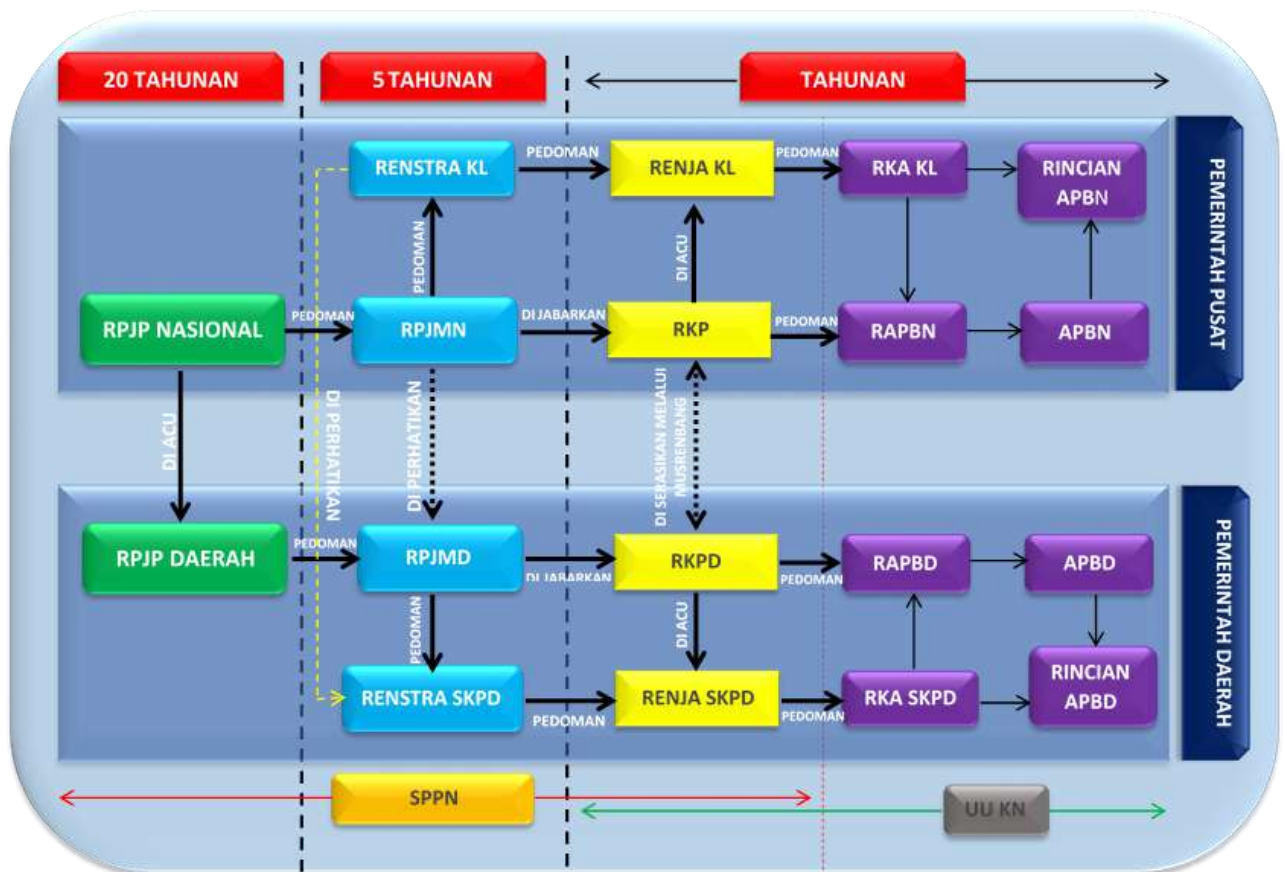 20 TAHUNAN
5 TAHUNAN
TAHUNAN
RENSTRA KL
PEDOMAN
RENJA KL
PEDOMAN
RKA KL
RINCIAN
APBN
PEMERINTAH PUSAT
PEDOMAN
DI ACU
RPJP NASIONAL
PEDOMAN
RPJMN
DI JABARKAN
RKP
PEDOMAN
RAPBN
APBN
DI ACU
DI PERHATIKAN
DI PERHATIKAN
DI SERASIKAN MELALUI
MUSRENBANG
RPJP DAERAH
PEDOMAN
RPJMD
DI JABARKAN
RKPD
PEDOMAN
RAPBD
APBD
PEMERINTAH DAERAH
PEDOMAN
DI ACU
RENSTRA SKPD
PEDOMAN
RENJA SKPD
PEDOMAN
RKA SKPD
RINCIAN
APBD
SPPN
UU KN